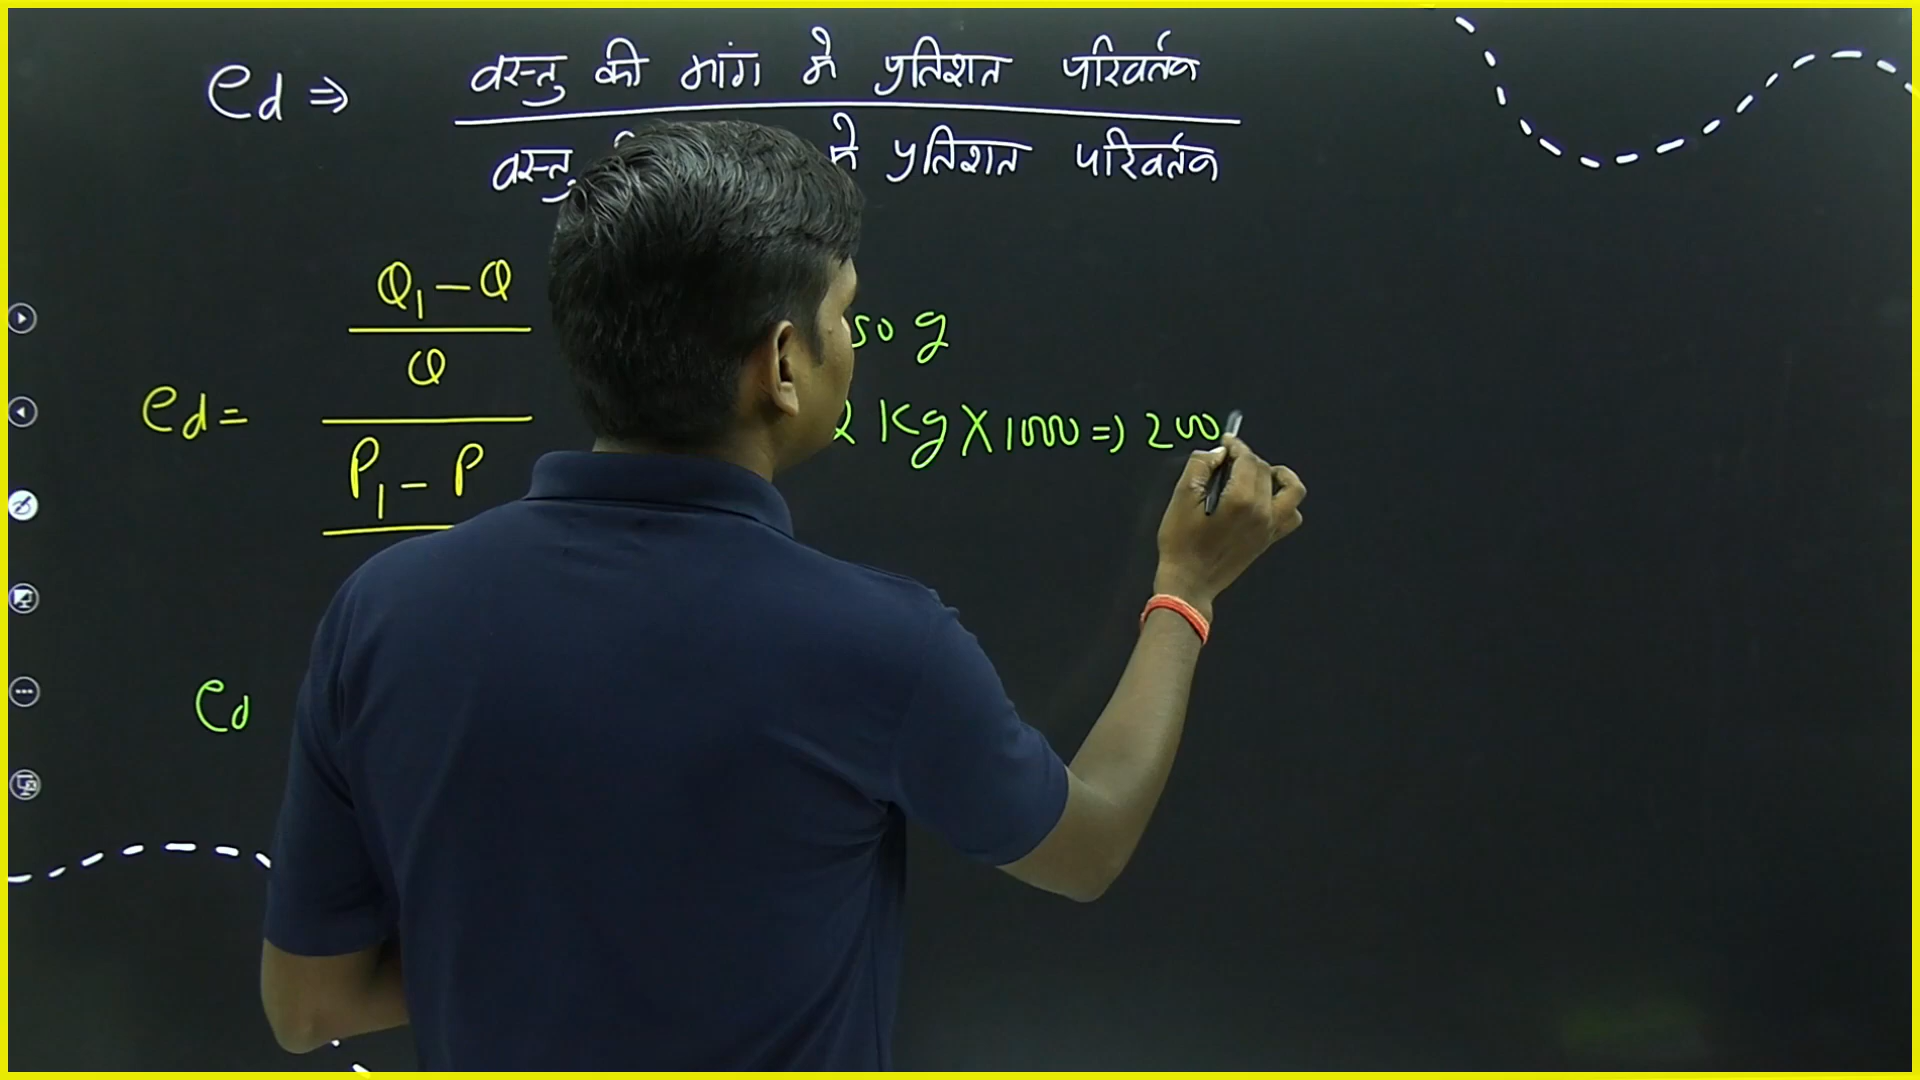 ed ⇒ वस्तु की मांग मे प्रतिशत परिवर्तन
वस्तु मे प्रतिशत परिवर्तन
Q1 - Q
Q
50 g
ed =
2 Kg X 1000 => 200
P1 - P
ed